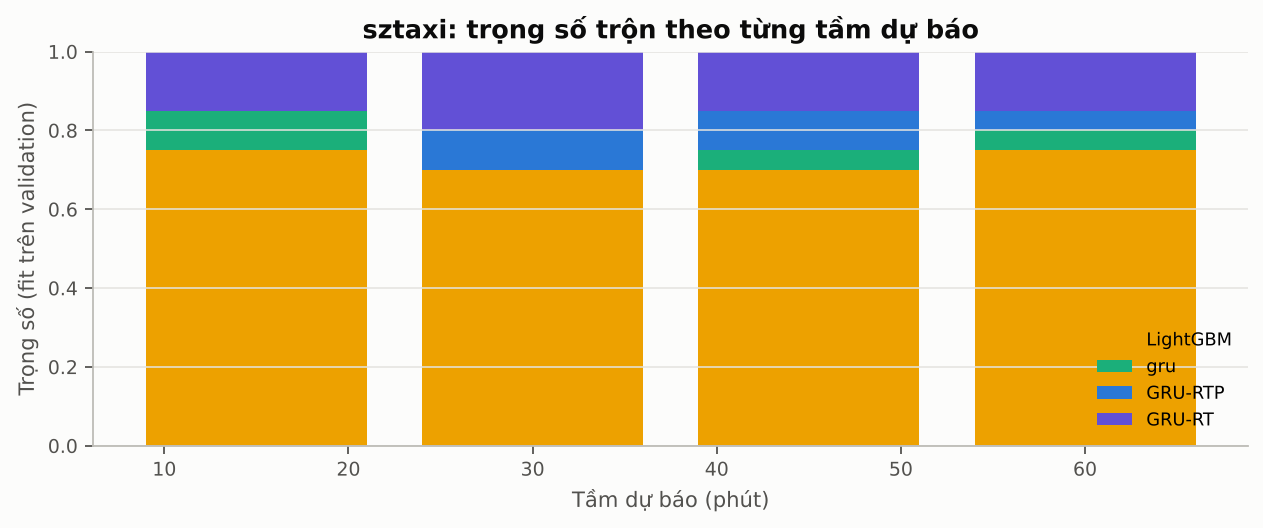 sztaxi: trọng số trộn theo từng tầm dự báo
Trọng số (fit trên validation)
1.0
0.8
0.6
0.4
0.2
0.0
LightGBM
gru
GRU-RTP
GRU-RT
10 20 30 40 50 60
Tầm dự báo (phút)